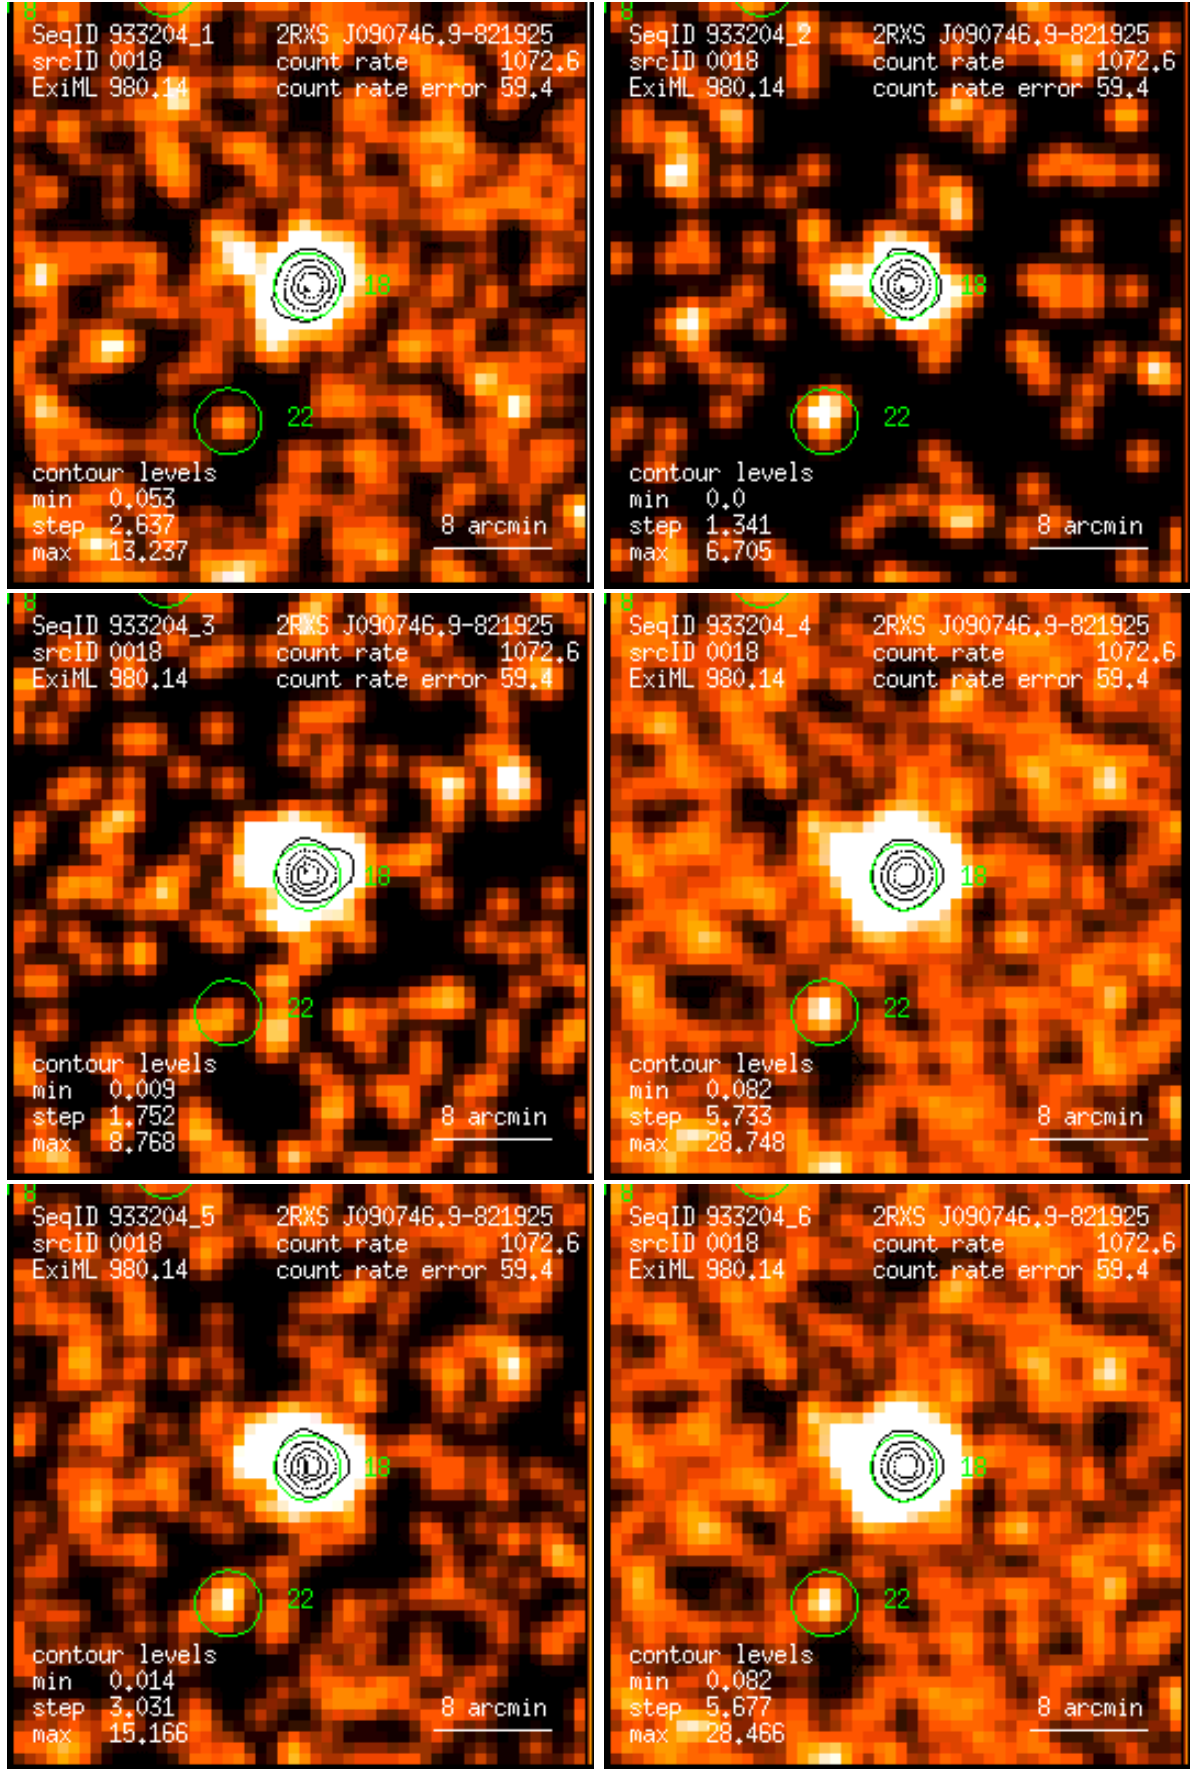 8
SeqID 933204_1 2RXS J090746.9-821925
srcID 0018 count rate 1072.6
ExiML 980.14 count rate error 59.4
18
22
contour levels
min 0.053
step 2.637 8 arcmin
max 13.237
8
SeqID 933204_2 2RXS J090746.9-821925
srcID 0018 count rate 1072.6
ExiML 980.14 count rate error 59.4
18
22
contour levels
min 0.0
step 1.341 8 arcmin
max 6.705
8
SeqID 933204_3 2RXS J090746.9-821925
srcID 0018 count rate 1072.6
ExiML 980.14 count rate error 59.4
18
22
contour levels
min 0.009
step 1.752 8 arcmin
max 8.768
8
SeqID 933204_4 2RXS J090746.9-821925
srcID 0018 count rate 1072.6
ExiML 980.14 count rate error 59.4
18
22
contour levels
min 0.082
step 5.733 8 arcmin
max 28.748
8
SeqID 933204_5 2RXS J090746.9-821925
srcID 0018 count rate 1072.6
ExiML 980.14 count rate error 59.4
18
22
contour levels
min 0.014
step 3.031 8 arcmin
max 15.166
8
SeqID 933204_6 2RXS J090746.9-821925
srcID 0018 count rate 1072.6
ExiML 980.14 count rate error 59.4
18
22
contour levels
min 0.082
step 5.677 8 arcmin
max 28.466